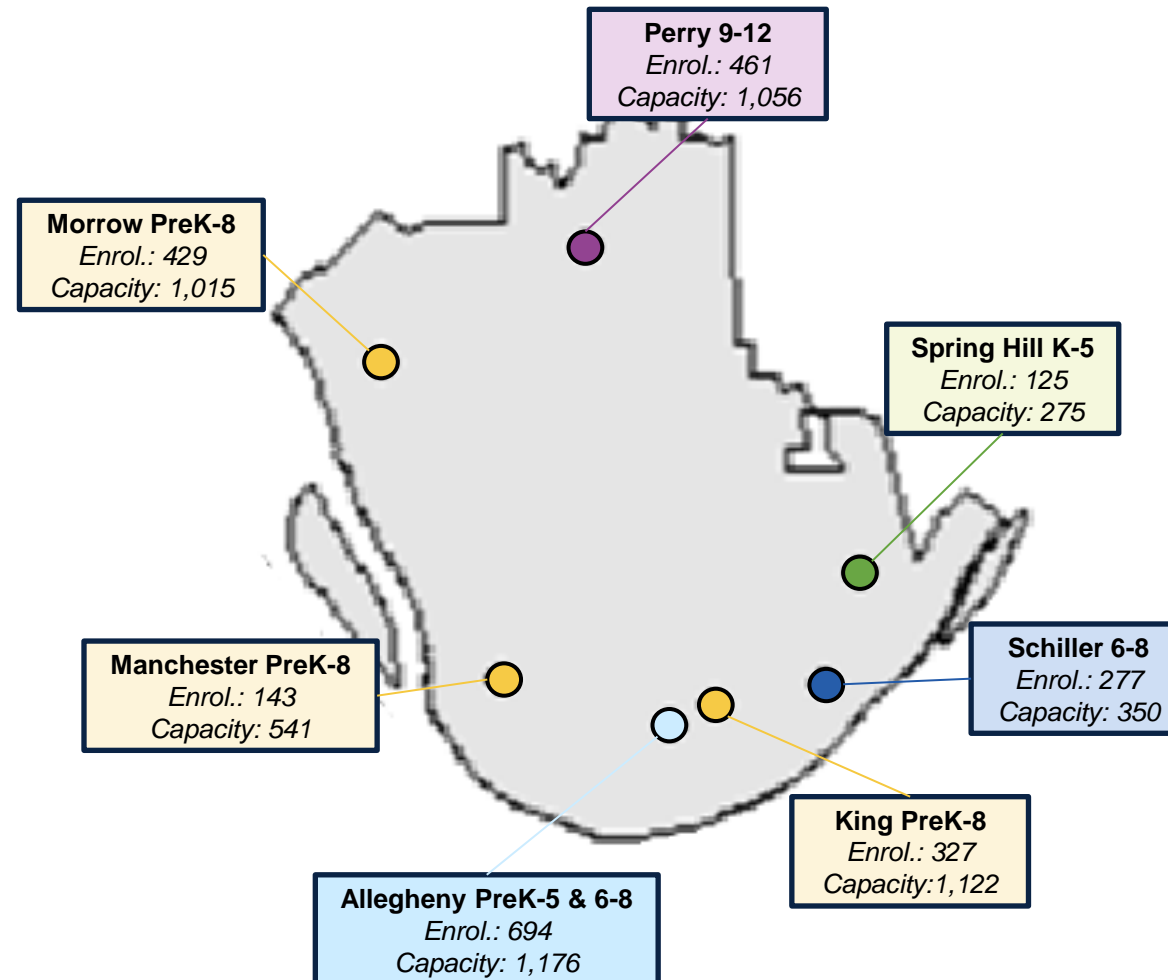 Perry 9-12
Enrol.: 461
Capacity: 1,056
Morrow PreK-8
Enrol.: 429
Capacity: 1,015
Spring Hill K-5
Enrol.: 125
Capacity: 275
Manchester PreK-8
Enrol.: 143
Capacity: 541
Schiller 6-8
Enrol.: 277
Capacity: 350
King PreK-8
Enrol.: 327
Capacity:1,122
Allegheny PreK-5 & 6-8
Enrol.: 694
Capacity: 1,176